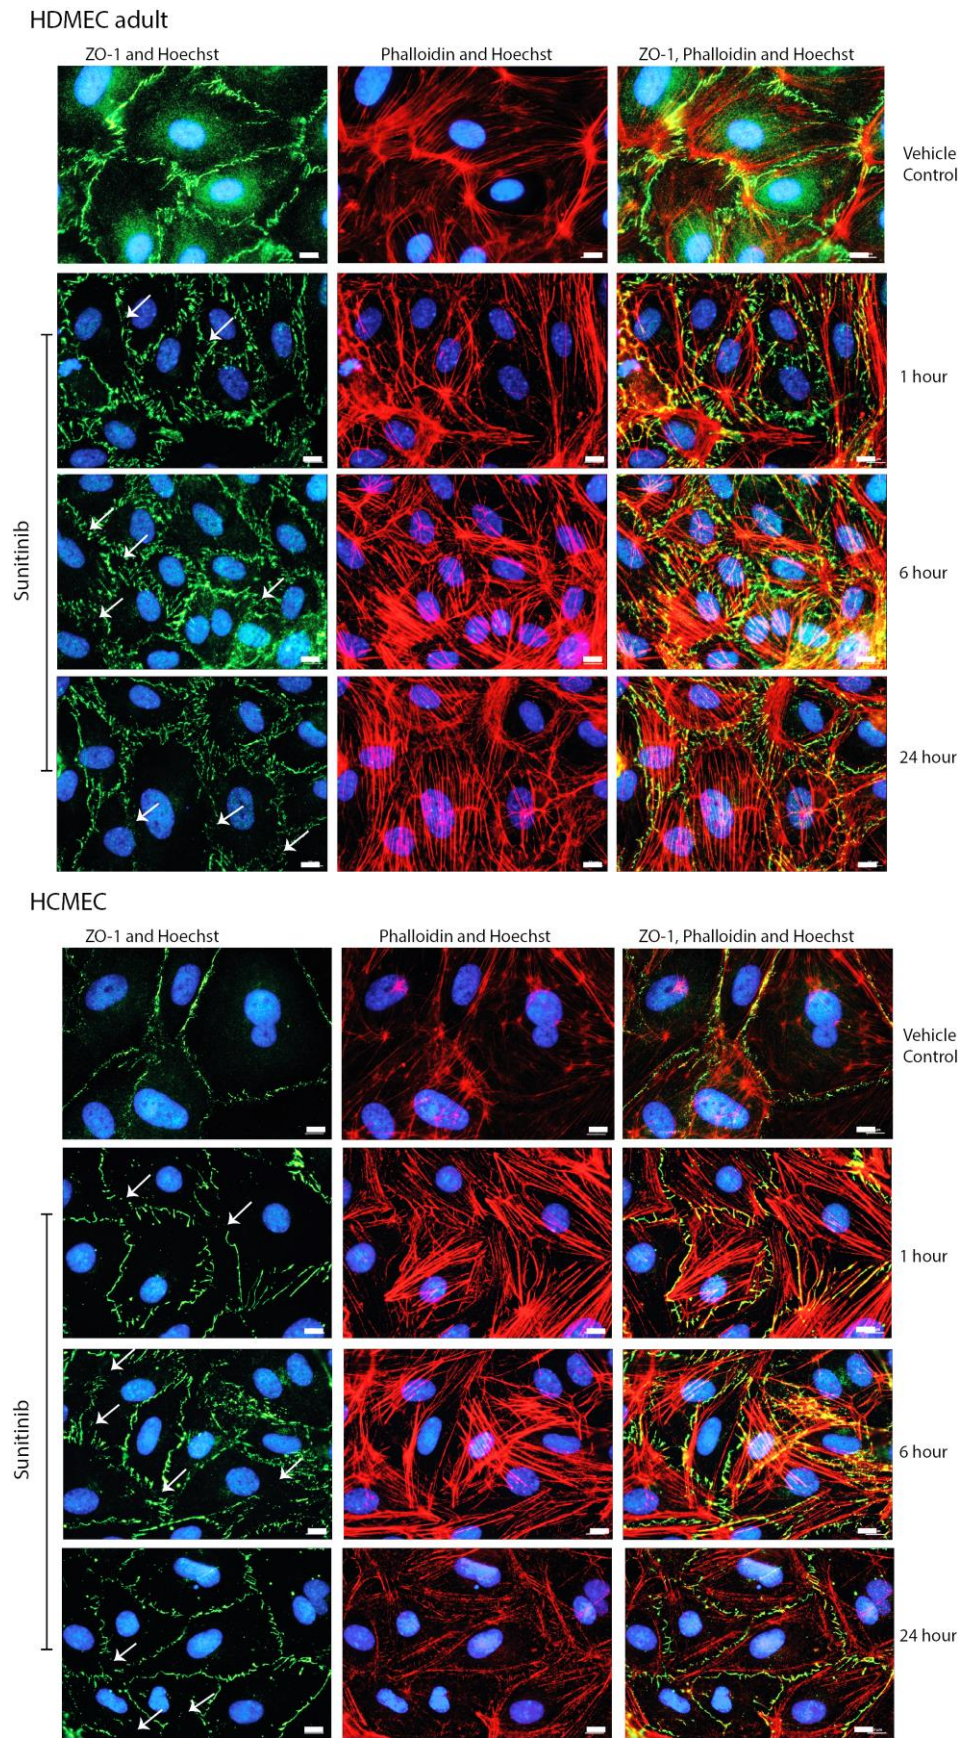 HDMEC adult
ZO-1 and Hoechst
Phalloidin and Hoechst
ZO-1, Phalloidin and Hoechst
Vehicle
Control
1 hour
Sunitinib
6 hour
24 hour
HCMEC
ZO-1 and Hoechst
Phalloidin and Hoechst
ZO-1, Phalloidin and Hoechst
Vehicle
Control
1 hour
Sunitinib
6 hour
24 hour